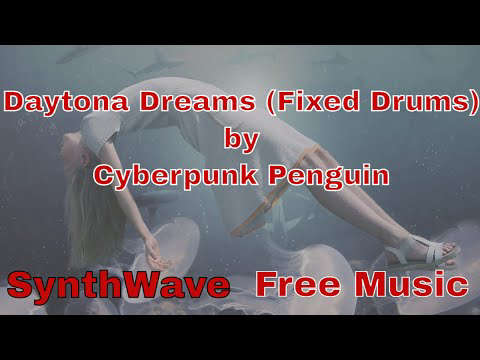 Daytona Dreams (Fixed Drums)
by
Cyberpunk Penguin
SynthWave Free Music